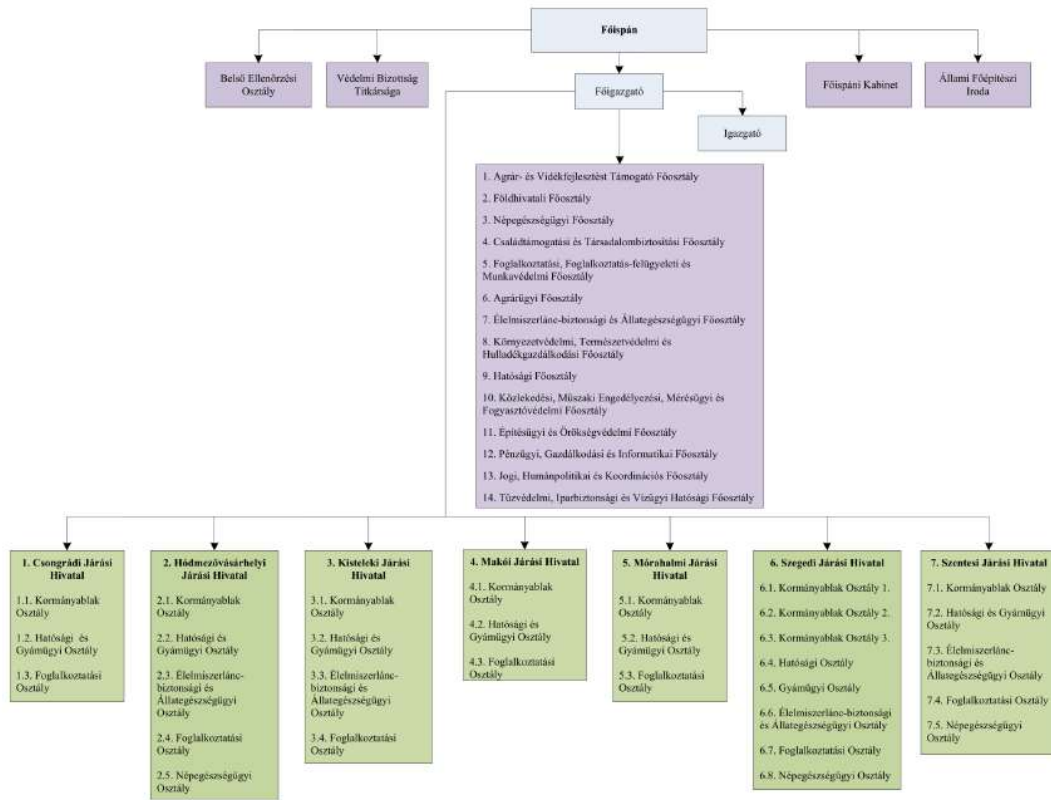 Főispán
Belső Ellenőrzési
Osztály
Védelmi Bizottság
Titkársága
Főispáni Kabinet
Állami Főépítészi
Iroda
Főigazgató
Igazgató
1. Agrár- és Vidékfejlesztést Támogató Főosztály
2. Földhivatali Főosztály
3. Népegészségügyi Főosztály
4. Családtámogatási és Társadalombiztosítási Főosztály
5. Foglalkoztatási, Foglalkoztatás-felügyeleti és
Munkavédelmi Főosztály
6. Agrárügyi Főosztály
7. Élelmiszerlánc-biztonsági és Állategészségügyi Főosztály
8. Környezetvédelmi, Természetvédelmi és
Hulladékgazdálkodási Főosztály
9. Hatósági Főosztály
10. Közlekedési, Műszaki Engedélyezési, Mérésügyi és
Fogyasztóvédelmi Főosztály
11. Építésügyi és Örökségvédelmi Főosztály
12. Pénzügyi, Gazdálkodási és Informatikai Főosztály
13. Jogi, Humánpolitikai és Koordinációs Főosztály
14. Tűzvédelmi, Iparbiztonsági és Vízügyi Hatósági Főosztály
1. Csongrádi Járási
Hivatal
1.1. Kormányablak
Osztály
1.2. Hatósági és
Gyámügyi Osztály
1.3. Foglalkoztatási
Osztály
2. Hódmezővásárhelyi
Járási Hivatal
2.1. Kormányablak
Osztály
2.2. Hatósági és
Gyámügyi Osztály
2.3. Élelmiszerlánc-
biztonsági és
Állategészségügyi
Osztály
2.4. Foglalkoztatási
Osztály
2.5. Népegészségügyi
Osztály
3. Kisteleki Járási
Hivatal
3.1. Kormányablak
Osztály
3.2. Hatósági és
Gyámügyi Osztály
3.3. Élelmiszerlánc-
biztonsági és
Állategészségügyi Osztály
3.4. Foglalkoztatási
Osztály
4. Makói Járási Hivatal
4.1. Kormányablak
Osztály
4.2. Hatósági és
Gyámügyi Osztály
4.3. Foglalkoztatási
Osztály
5. Mórahalmi Járási
Hivatal
5.1. Kormányablak
Osztály
5.2. Hatósági és
Gyámügyi Osztály
5.3. Foglalkoztatási
Osztály
6. Szegedi Járási Hivatal
6.1. Kormányablak Osztály 1.
6.2. Kormányablak Osztály 2.
6.3. Kormányablak Osztály 3.
6.4. Hatósági Osztály
6.5. Gyámügyi Osztály
6.6. Élelmiszerlánc-biztonsági
és Állategészségügyi Osztály
6.7. Foglalkoztatási Osztály
6.8. Népegészségügyi Osztály
7. Szentesi Járási Hivatal
7.1. Kormányablak Osztály
7.2. Hatósági és Gyámügyi
Osztály
7.3. Élelmiszerlánc-
biztonsági és
Állategészségügyi Osztály
7.4. Foglalkoztatási Osztály
7.5. Népegészségügyi
Osztály